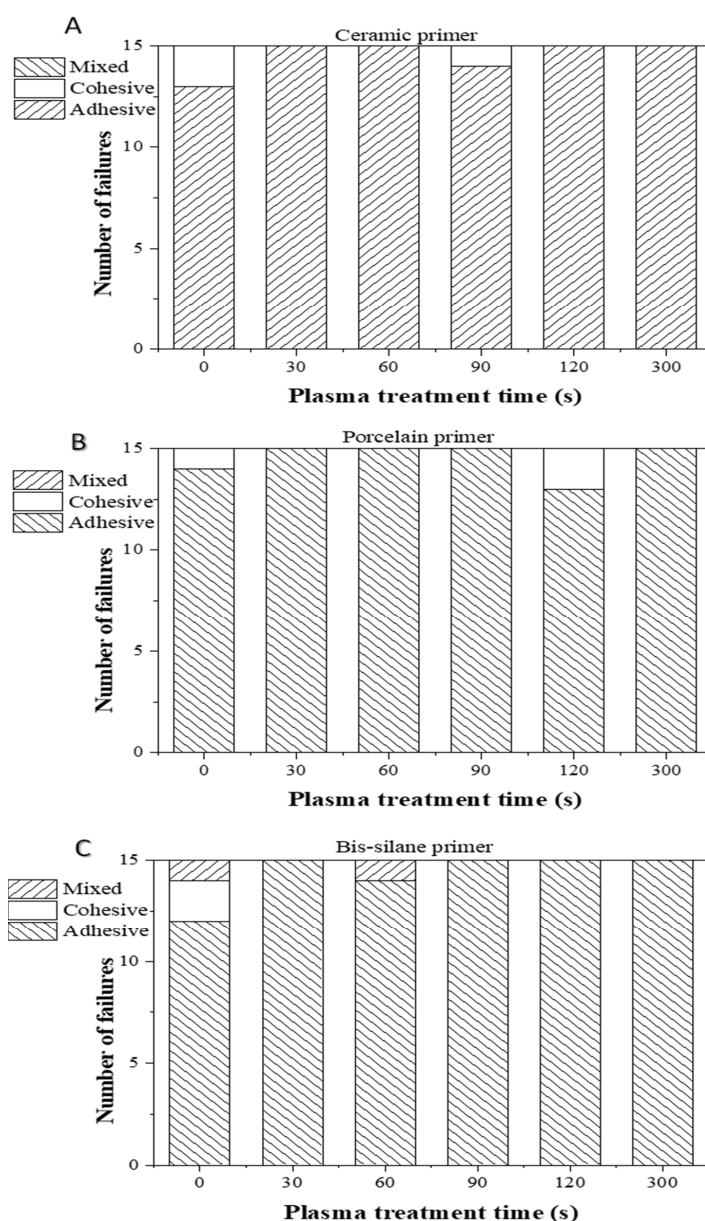 A
Ceramic primer
Mixed
Cohesive
Adhesive
15
10
5
0
Number of failures
0 30 60 90 120 300
Plasma treatment time (s)
B
Porcelain primer
Mixed
Cohesive
Adhesive
15
10
5
0
Number of failures
0 30 60 90 120 300
Plasma treatment time (s)
C
Bis-silane primer
Mixed
Cohesive
Adhesive
15
10
5
0
Number of failures
0 30 60 90 120 300
Plasma treatment time (s)